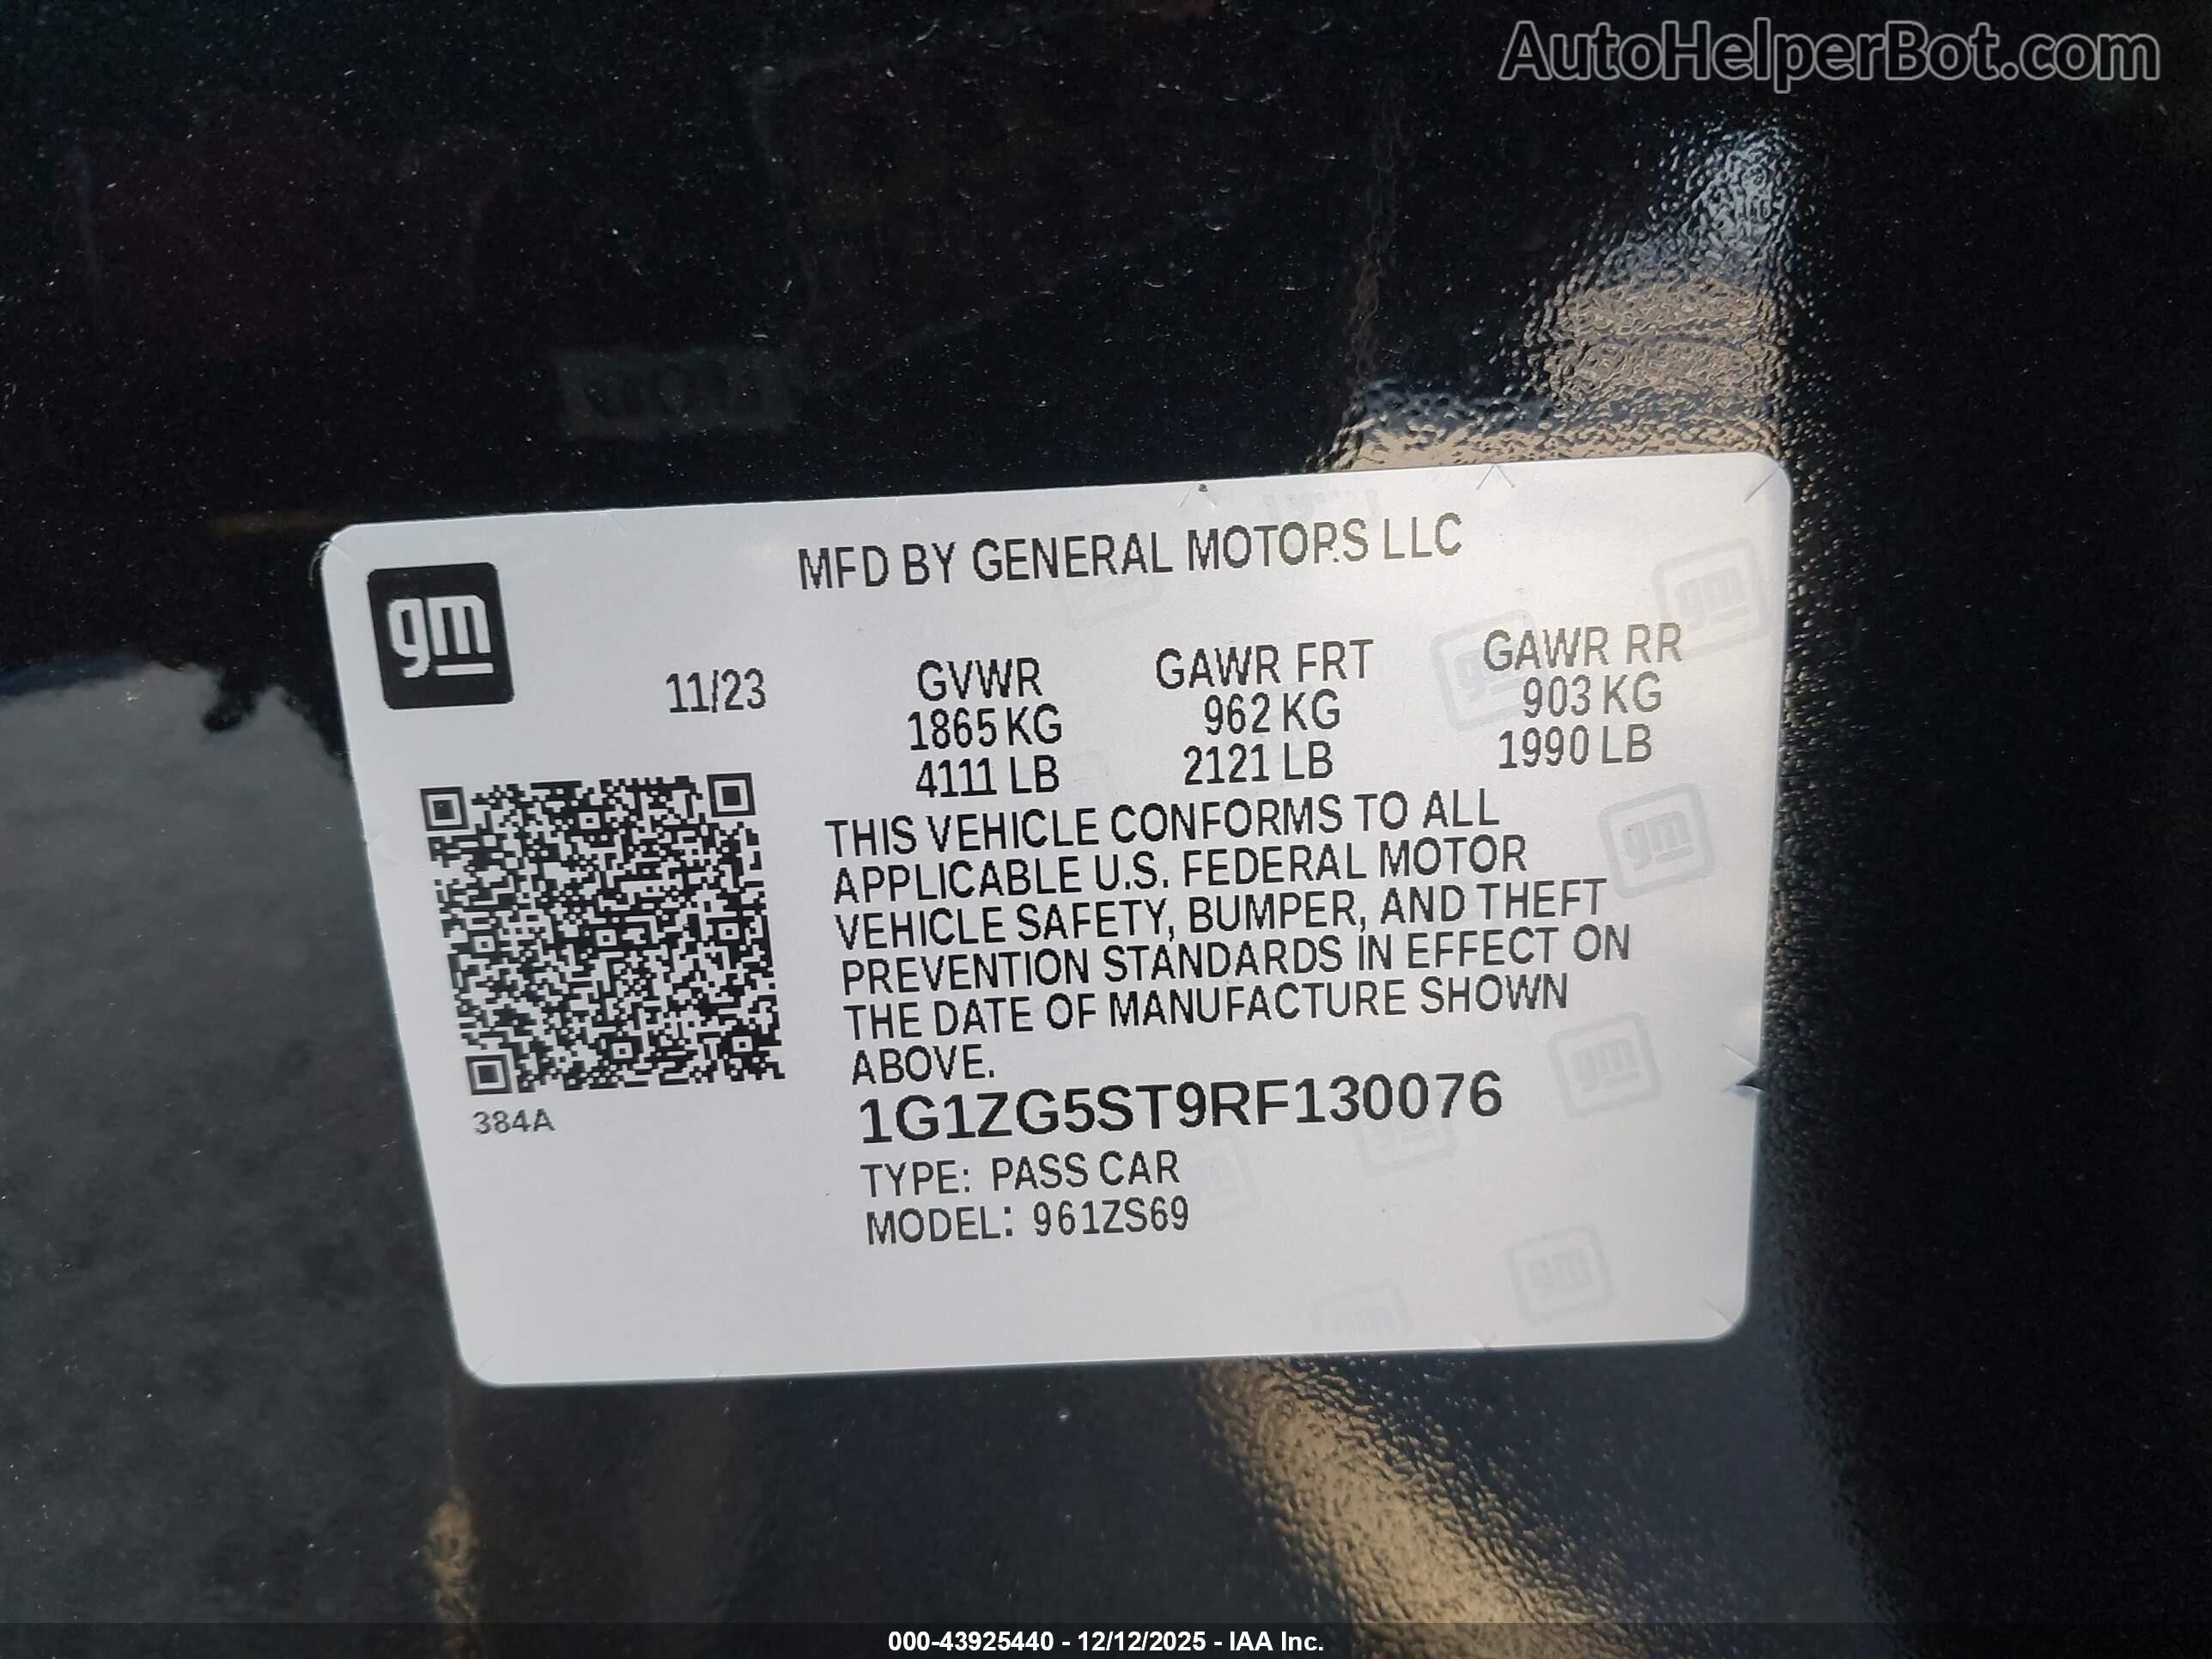 AutoHelperBot.com
MFD BY GENERAL MOTORS LLC
gm
11/23
GVWR GAWR FRT GAWR RR
1865 KG 962 KG 903 KG
4111 LB 2121 LB 1990 LB
THIS VEHICLE CONFORMS TO ALL
APPLICABLE U.S. FEDERAL MOTOR
VEHICLE SAFETY, BUMPER, AND THEFT
PREVENTION STANDARDS IN EFFECT ON
THE DATE OF MANUFACTURE SHOWN
ABOVE.
384A
1G1ZG5ST9RF130076
TYPE: PASS CAR
MODEL: 961ZS69
000-43925440 - 12/12/2025 - IAA Inc.